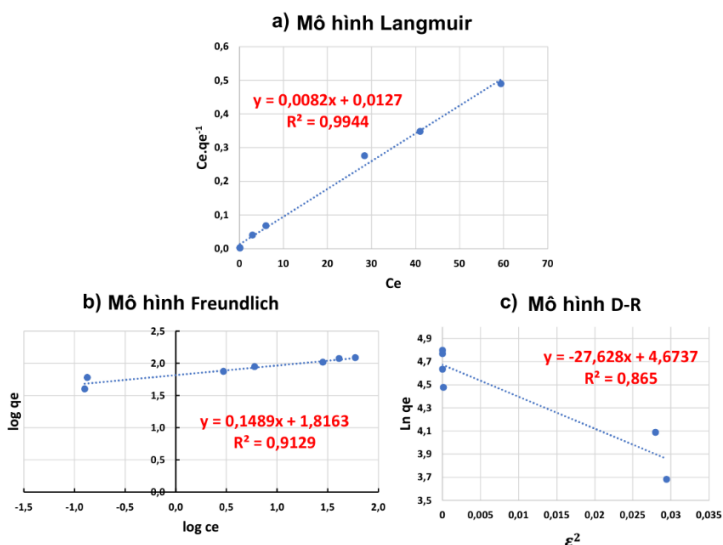 a) Mô hình Langmuir
0,6
0,5
0,4
0,3
0,2
0,1
0,0
Ce.qe⁻¹
y = 0,0082x + 0,0127
R² = 0,9944
0 10 20 30 40 50 60 70
Ce
b) Mô hình Freundlich
2,5
2,0
1,5
1,0
0,5
0,0
log qe
y = 0,1489x + 1,8163
R² = 0,9129
-1,5 -1,0 -0,5 0,0 0,5 1,0 1,5 2,0
log ce
c) Mô hình D-R
4,9
4,7
4,5
4,3
4,1
3,9
3,7
3,5
Ln qe
y = -27,628x + 4,6737
R² = 0,865
0 0,005 0,01 0,015 0,02 0,025 0,03 0,035
ε²